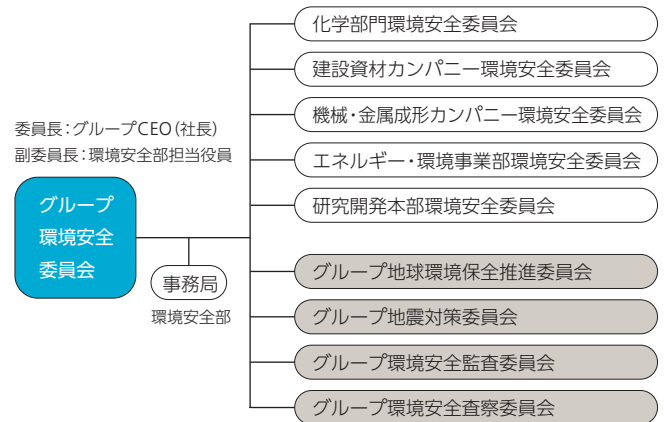 化学部門環境安全委員会
建設資材カンパニー環境安全委員会
機械・金属成形カンパニー環境安全委員会
エネルギー・環境事業部環境安全委員会
研究開発本部環境安全委員会
委員長：グループCEO（社長）
副委員長：環境安全部担当役員
グループ
環境安全
委員会
事務局
環境安全部
グループ地球環境保全推進委員会
グループ地震対策委員会
グループ環境安全監査委員会
グループ環境安全査察委員会